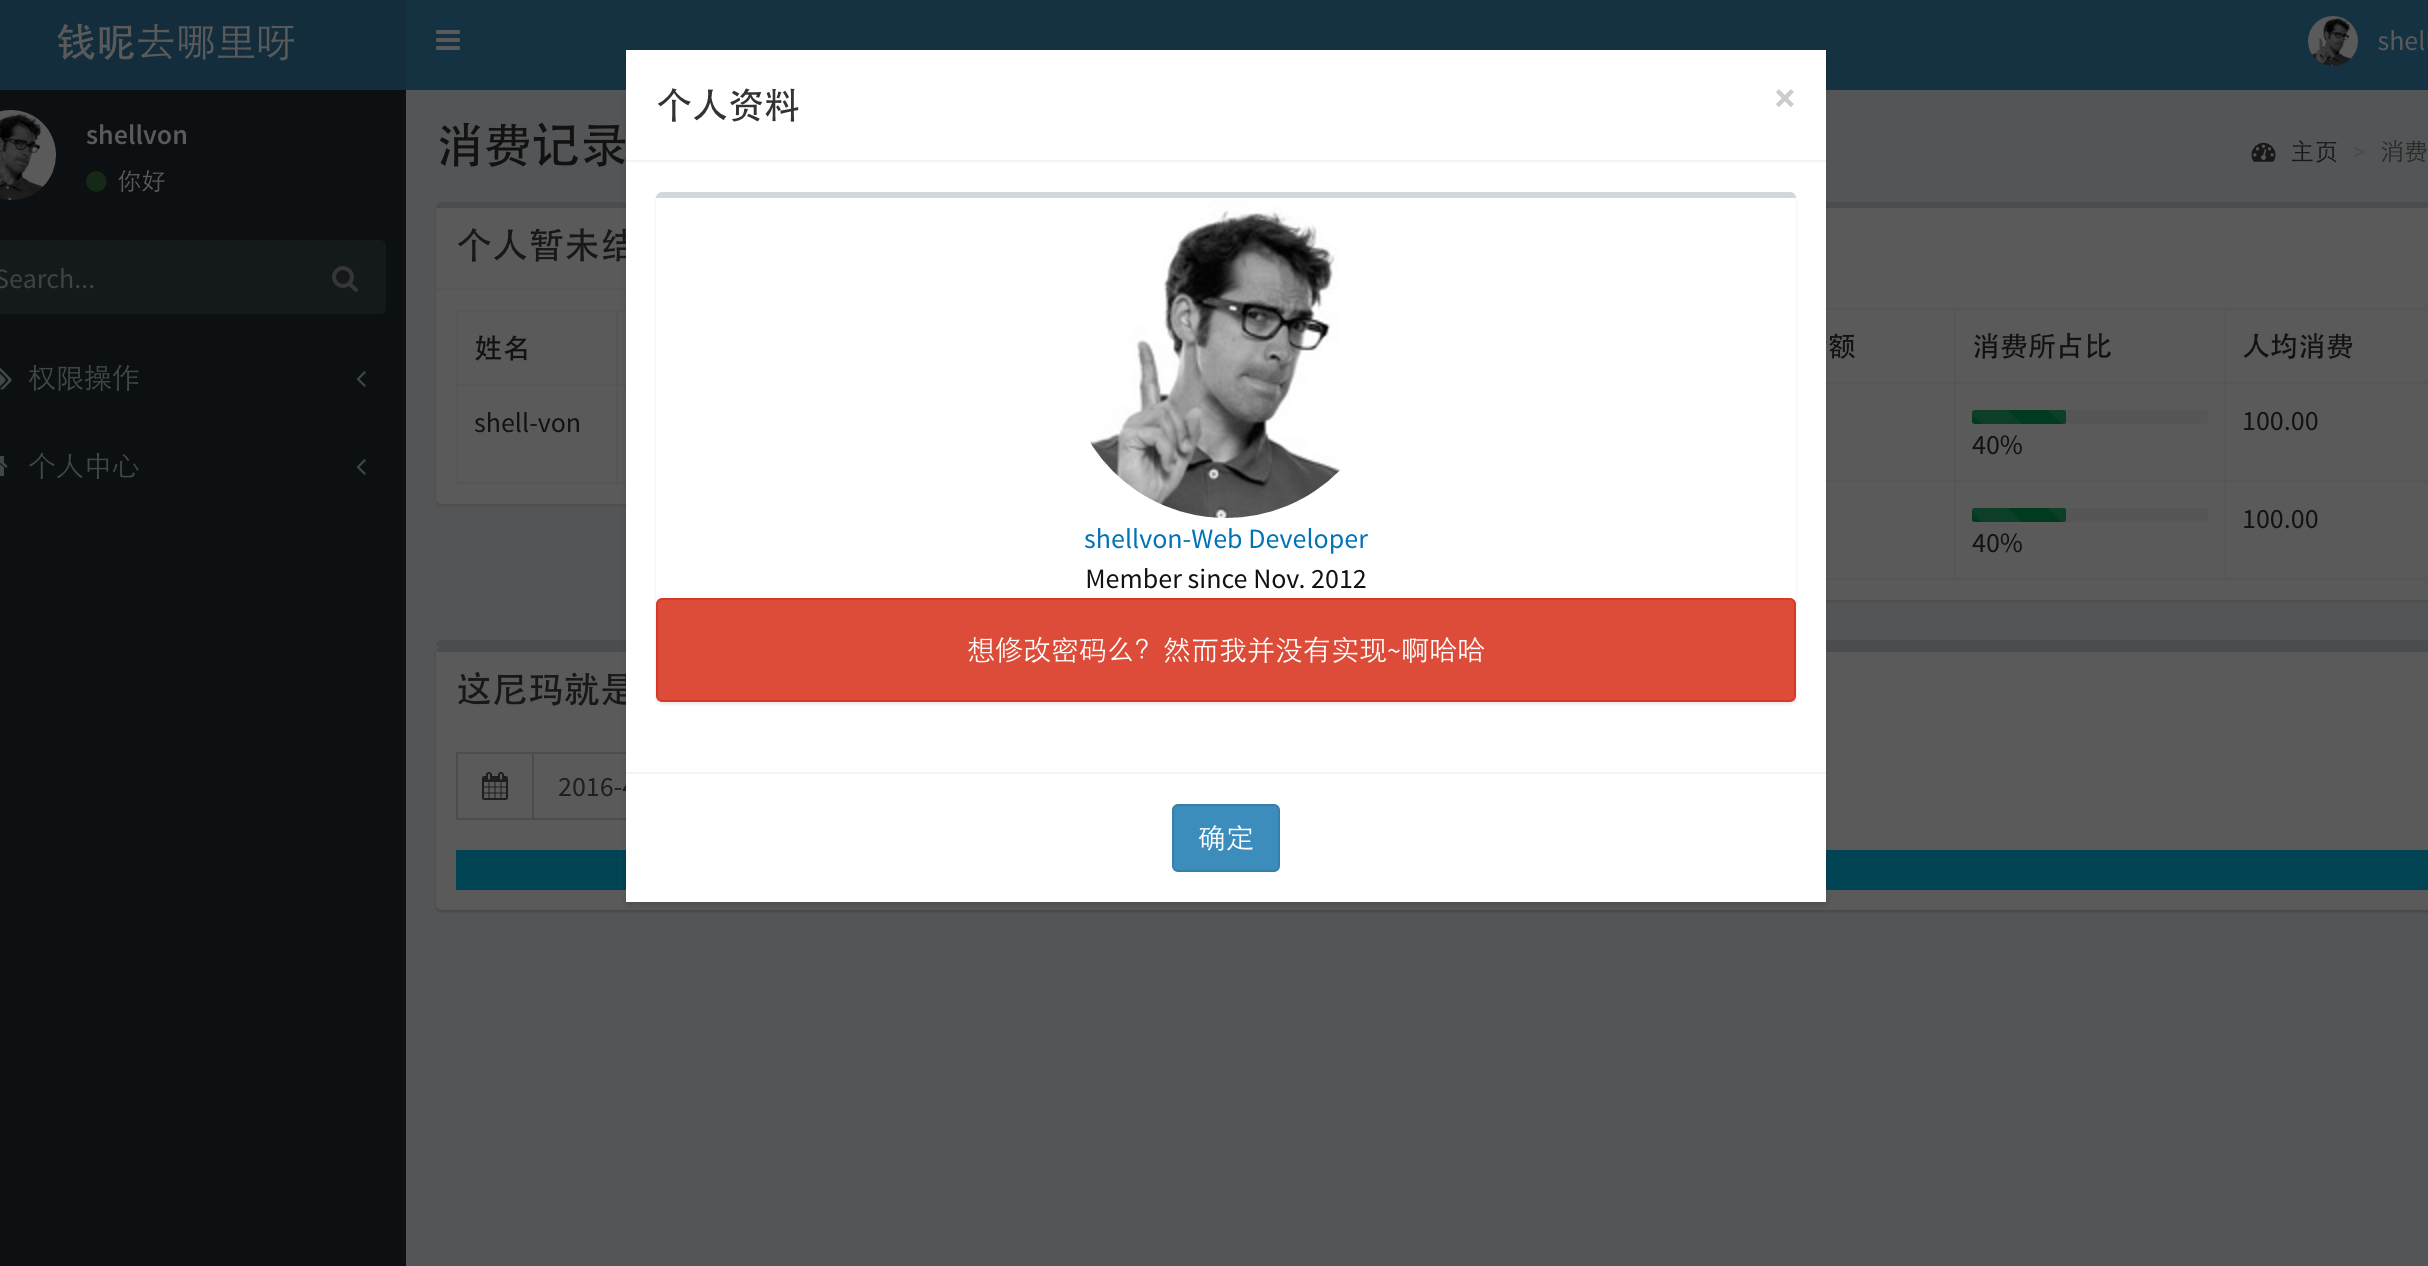 钱呢去哪里呀
shel
shellvon
你好
Search...
权限操作
个人中心
消费记录
主页 > 消费
个人暂未结
姓名
shell-von
额
消费所占比
人均消费
40%
100.00
40%
100.00
这尼玛就是
2016-4
个人资料
×
shellvon-Web Developer
Member since Nov. 2012
想修改密码么？然而我并没有实现~啊哈哈
确定